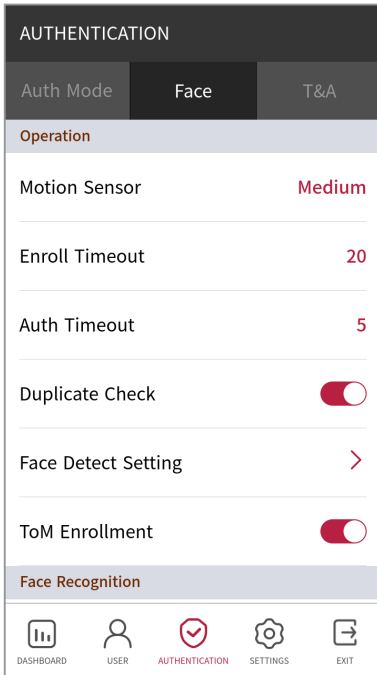 AUTHENTICATION
Auth Mode Face T&A
Operation
Motion Sensor Medium
Enroll Timeout 20
Auth Timeout 5
Duplicate Check
Face Detect Setting
ToM Enrollment
Face Recognition
DASHBOARD USER AUTHENTICATION SETTINGS EXIT